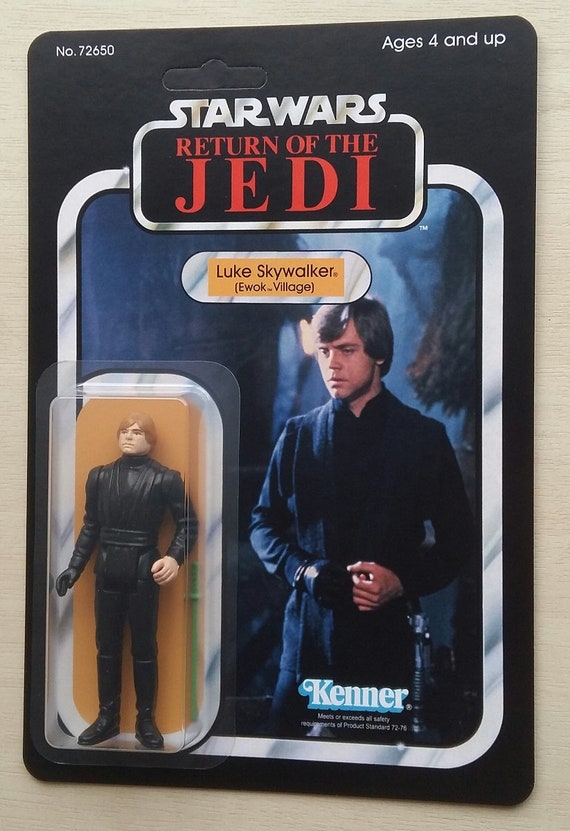 No. 72650
Ages 4 and up
STAR WARS
RETURN OF THE
JEDI
™
Luke Skywalker®
(Ewok™ Village)
Kenner®
Meets or exceeds all safety
requirements of Product Standard 72-76